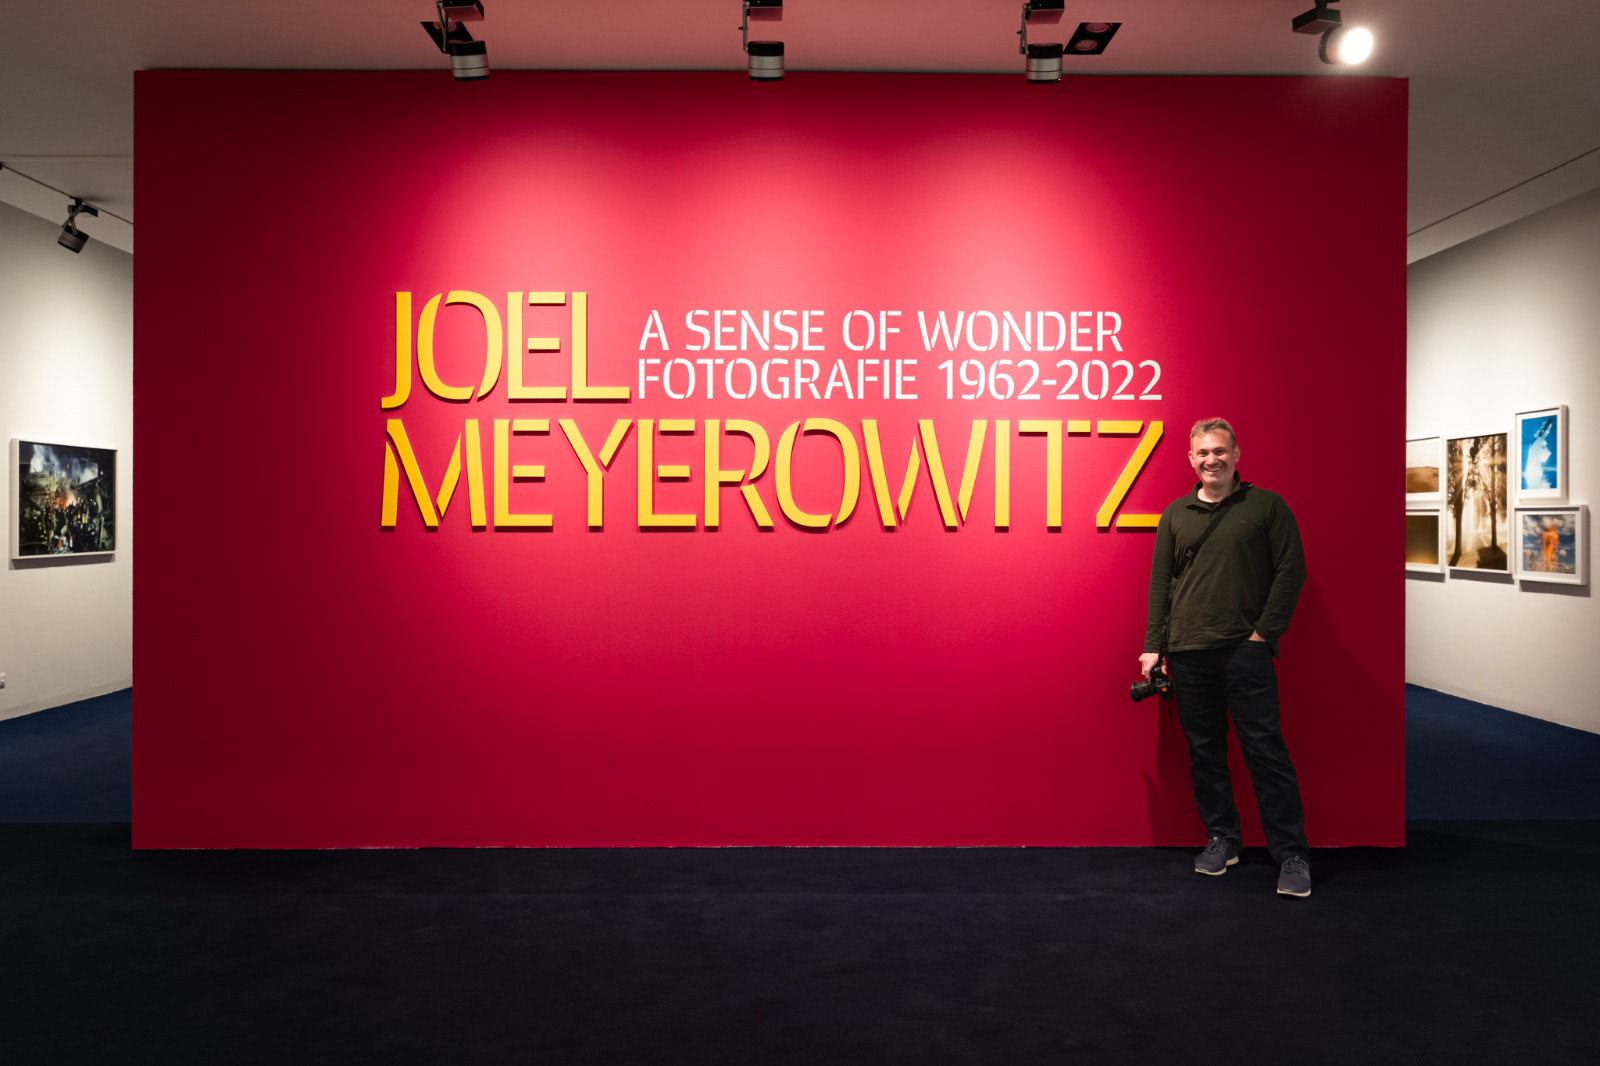 JOEL
A SENSE OF WONDER
FOTOGRAFIE 1962-2022
MEYEROWITZ